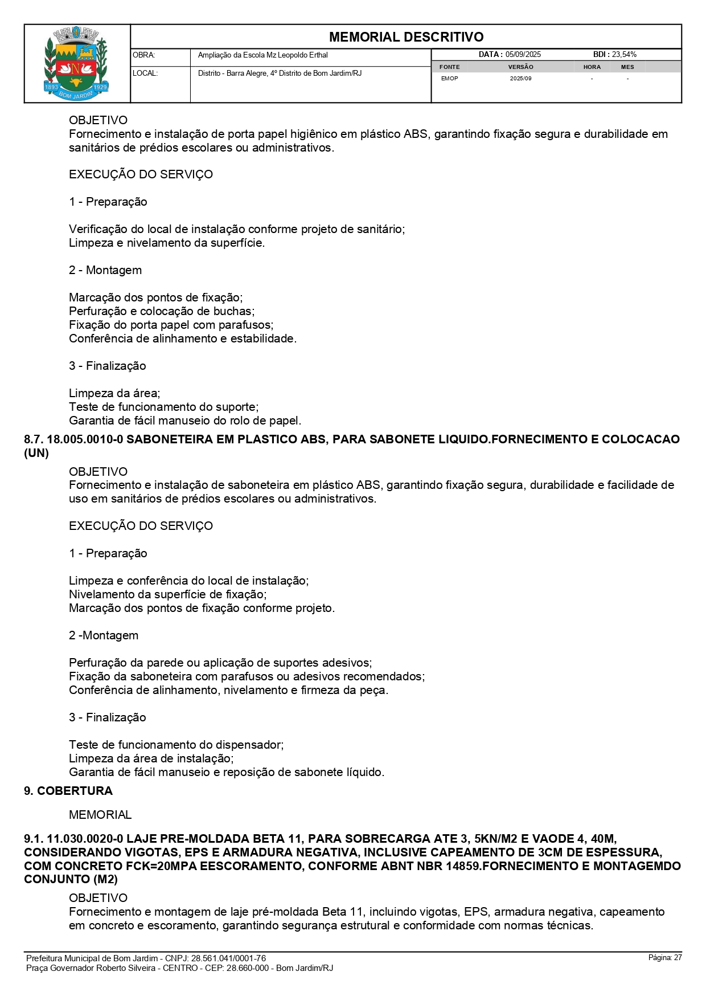 MEMORIAL DESCRITIVO
OBRA: Ampliação da Escola Mz Leopoldo Erthal
DATA : 05/09/2025 BDI : 23,54%
FONTE VERSÃO HORA MES
LOCAL: Distrito - Barra Alegre, 4º Distrito de Bom Jardim/RJ
EMOP 2025/09 - -
N
1893 1929
BOM JARDIM
OBJETIVO
Fornecimento e instalação de porta papel higiênico em plástico ABS, garantindo fixação segura e durabilidade em
sanitários de prédios escolares ou administrativos.
EXECUÇÃO DO SERVIÇO
1 - Preparação
Verificação do local de instalação conforme projeto de sanitário;
Limpeza e nivelamento da superfície.
2 - Montagem
Marcação dos pontos de fixação;
Perfuração e colocação de buchas;
Fixação do porta papel com parafusos;
Conferência de alinhamento e estabilidade.
3 - Finalização
Limpeza da área;
Teste de funcionamento do suporte;
Garantia de fácil manuseio do rolo de papel.
8.7. 18.005.0010-0 SABONETEIRA EM PLASTICO ABS, PARA SABONETE LIQUIDO.FORNECIMENTO E COLOCACAO
(UN)
OBJETIVO
Fornecimento e instalação de saboneteira em plástico ABS, garantindo fixação segura, durabilidade e facilidade de
uso em sanitários de prédios escolares ou administrativos.
EXECUÇÃO DO SERVIÇO
1 - Preparação
Limpeza e conferência do local de instalação;
Nivelamento da superfície de fixação;
Marcação dos pontos de fixação conforme projeto.
2 -Montagem
Perfuração da parede ou aplicação de suportes adesivos;
Fixação da saboneteira com parafusos ou adesivos recomendados;
Conferência de alinhamento, nivelamento e firmeza da peça.
3 - Finalização
Teste de funcionamento do dispensador;
Limpeza da área de instalação;
Garantia de fácil manuseio e reposição de sabonete líquido.
9. COBERTURA
MEMORIAL
9.1. 11.030.0020-0 LAJE PRE-MOLDADA BETA 11, PARA SOBRECARGA ATE 3, 5KN/M2 E VAODE 4, 40M,
CONSIDERANDO VIGOTAS, EPS E ARMADURA NEGATIVA, INCLUSIVE CAPEAMENTO DE 3CM DE ESPESSURA,
COM CONCRETO FCK=20MPA EESCORAMENTO, CONFORME ABNT NBR 14859.FORNECIMENTO E MONTAGEMDO
CONJUNTO (M2)
OBJETIVO
Fornecimento e montagem de laje pré-moldada Beta 11, incluindo vigotas, EPS, armadura negativa, capeamento
em concreto e escoramento, garantindo segurança estrutural e conformidade com normas técnicas.
Prefeitura Municipal de Bom Jardim - CNPJ: 28.561.041/0001-76 Página: 27
Praça Governador Roberto Silveira - CENTRO - CEP: 28.660-000 - Bom Jardim/RJ